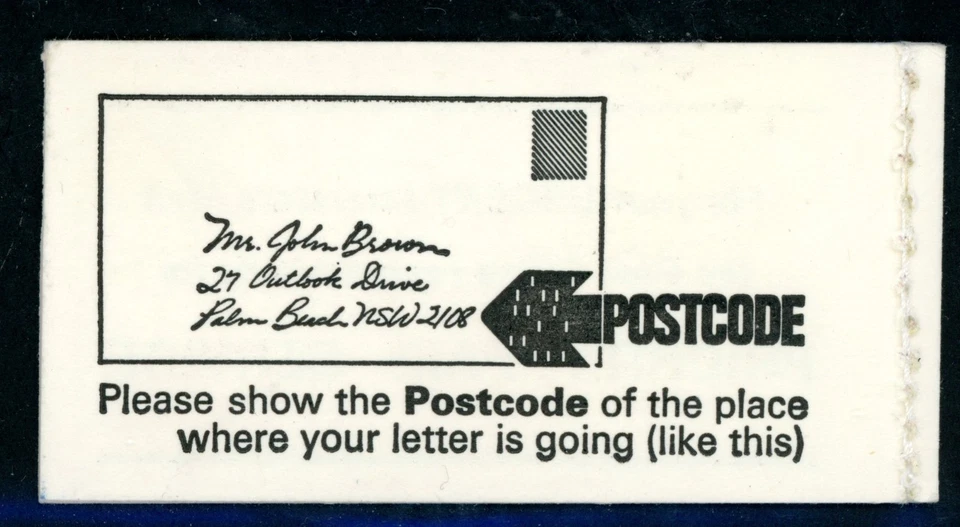 Mr. John Brown
27 Outlook Drive
Palm Beach NSW 2108
POSTCODE
Please show the Postcode of the place
where your letter is going (like this)